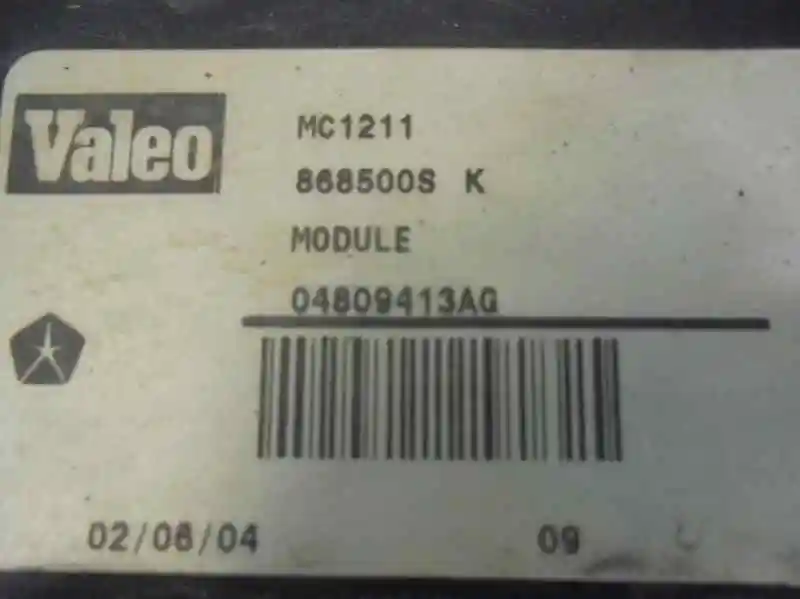 Valeo
MC1211
868500S K
MODULE
04809413AG
02/06/04 09